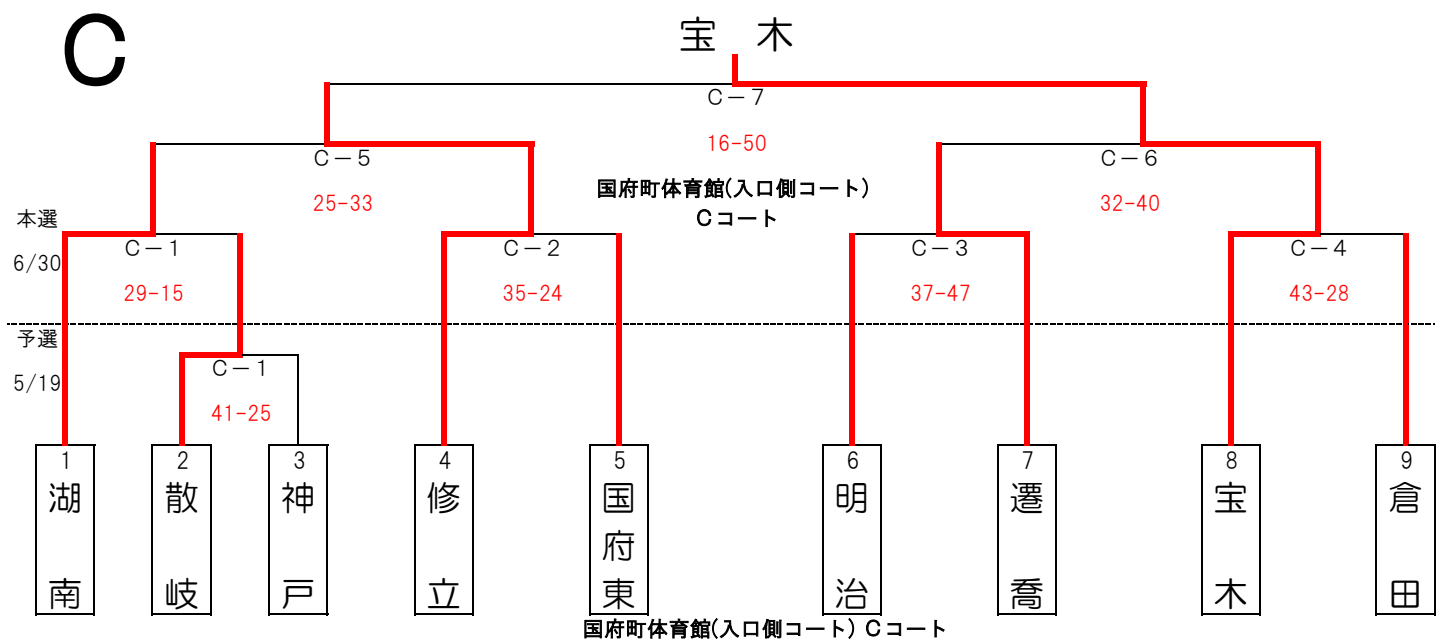 C
宝 木
C-7
16-50
C-5
C-6
25-33
国府町体育館(入口側コート)
Cコート
32-40
本選
6/30
C-1
C-2
C-3
C-4
29-15
35-24
37-47
43-28
予選
5/19
C-1
41-25
1
湖南
2
散岐
3
神戸
4
修立
5
国府東
6
明治
7
遷喬
8
宝木
9
倉田
国府町体育館(入口側コート) Cコート